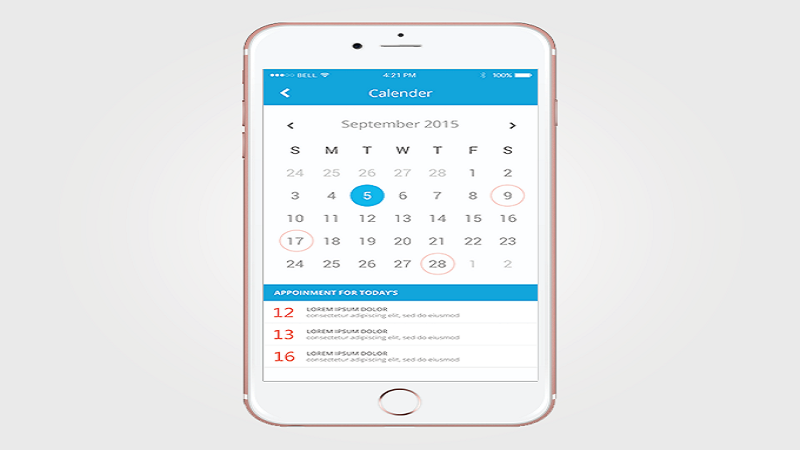 BELL 4:21 PM 100%
Calender
September 2015
S M T W T F S
24 25 26 27 28 1 2
3 4 5 6 7 8 9
10 11 12 13 14 15 16
17 18 19 20 21 22 23
24 25 26 27 28 1 2
APPOINMENT FOR TODAY'S
12 LOREM IPSUM DOLOR
consectetur adipiscing elit, sed do eiusmod
13 LOREM IPSUM DOLOR
consectetur adipiscing elit, sed do eiusmod
16 LOREM IPSUM DOLOR
consectetur adipiscing elit, sed do eiusmod